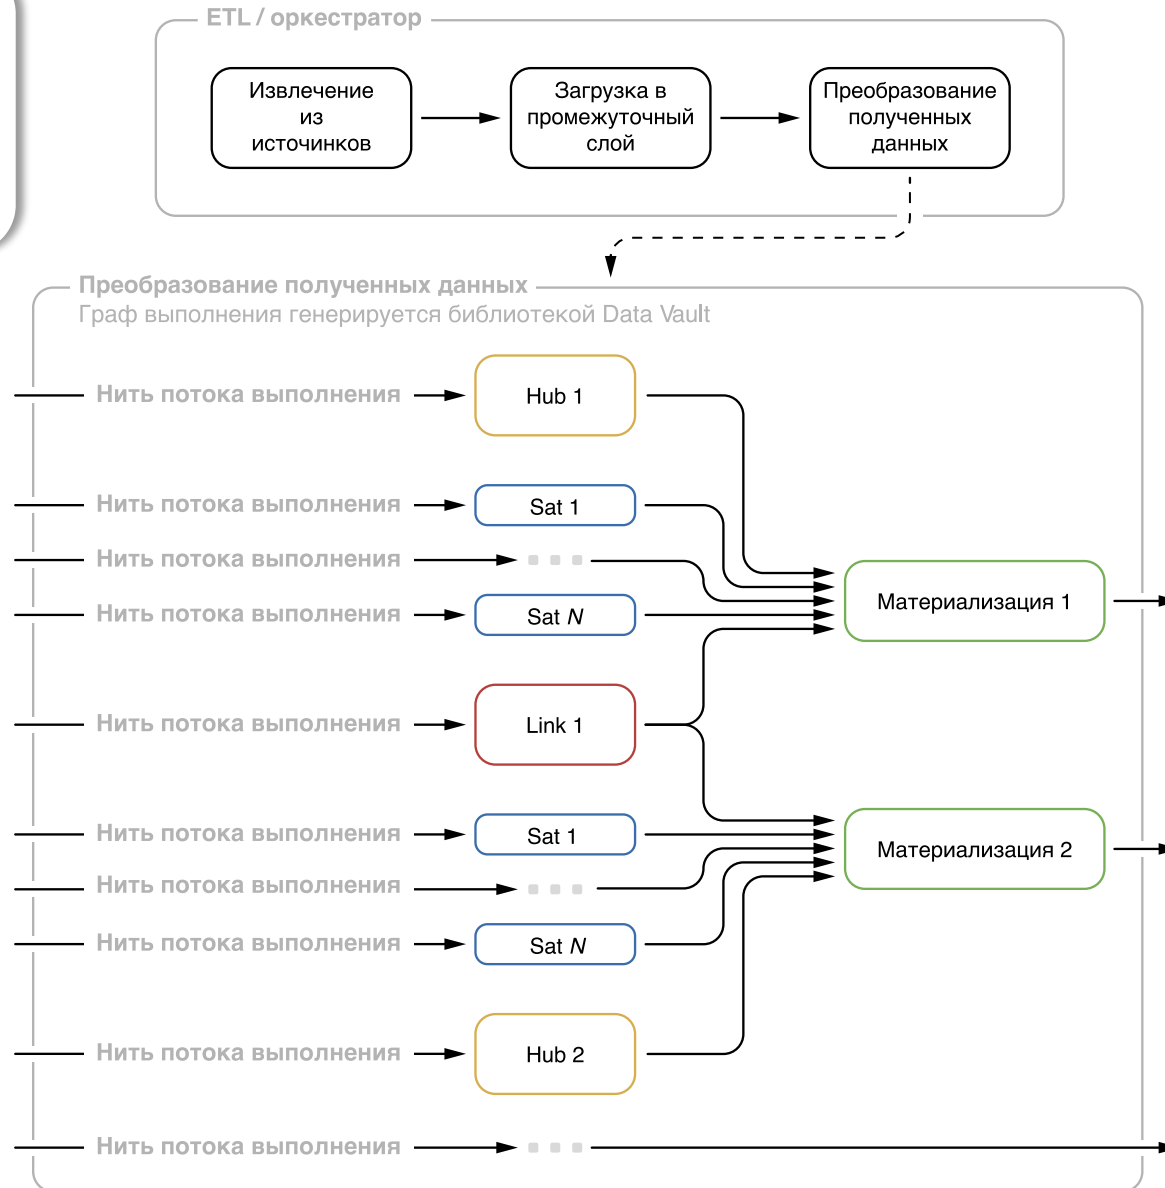 ETL / оркестратор
Извлечение
из
источинков
Загрузка в
промежуточный
слой
Преобразование
полученных
данных
Преобразование полученных данных
Граф выполнения генерируется библиотекой Data Vault
Нить потока выполнения
Hub 1
Нить потока выполнения
Sat 1
Нить потока выполнения
Нить потока выполнения
Sat N
Материализация 1
Нить потока выполнения
Link 1
Нить потока выполнения
Sat 1
Материализация 2
Нить потока выполнения
Нить потока выполнения
Sat N
Нить потока выполнения
Hub 2
Нить потока выполнения